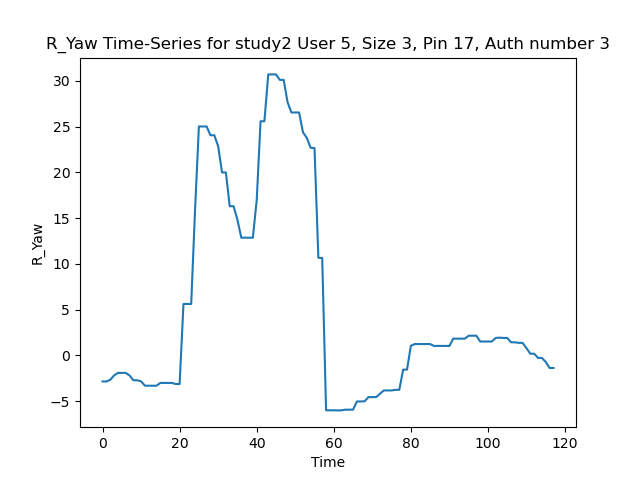 R_Yaw Time-Series for study2 User 5, Size 3, Pin 17, Auth number 3
30
25
20
15
10
5
0
−5
R_Yaw
0 20 40 60 80 100 120
Time